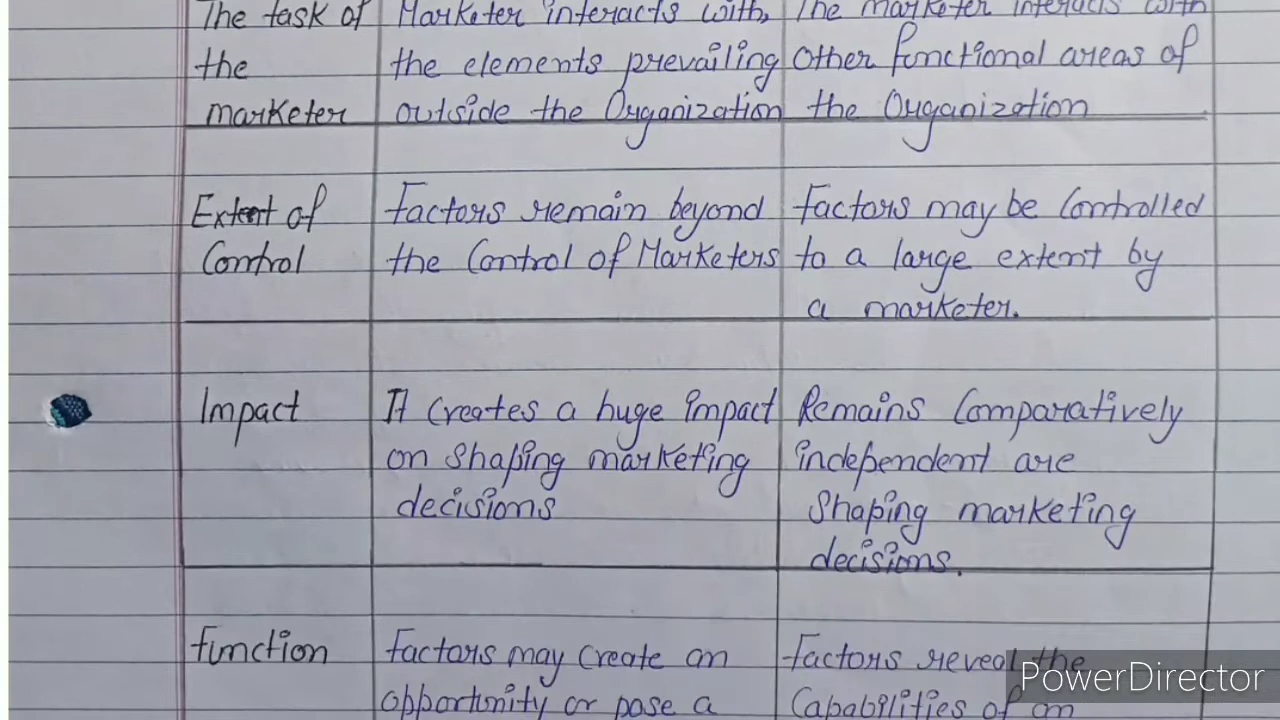 The task of
the
marketer
Marketer interacts with,
the elements prevailing
outside the Organization
The marketer interacts with
Other functional areas of
the Organization
Extent of
Control
Factors remain beyond
the Control of Marketers
Factors may be Controlled
to a large extent by
a marketer.
Impact
It Creates a huge impact
on Shaping marketing
decisions
Remains Comparatively
independent are
Shaping marketing
decisions.
function
Factors may Create an
opportunity or pose a
Factors reveal the
Capabilities of an
PowerDirector